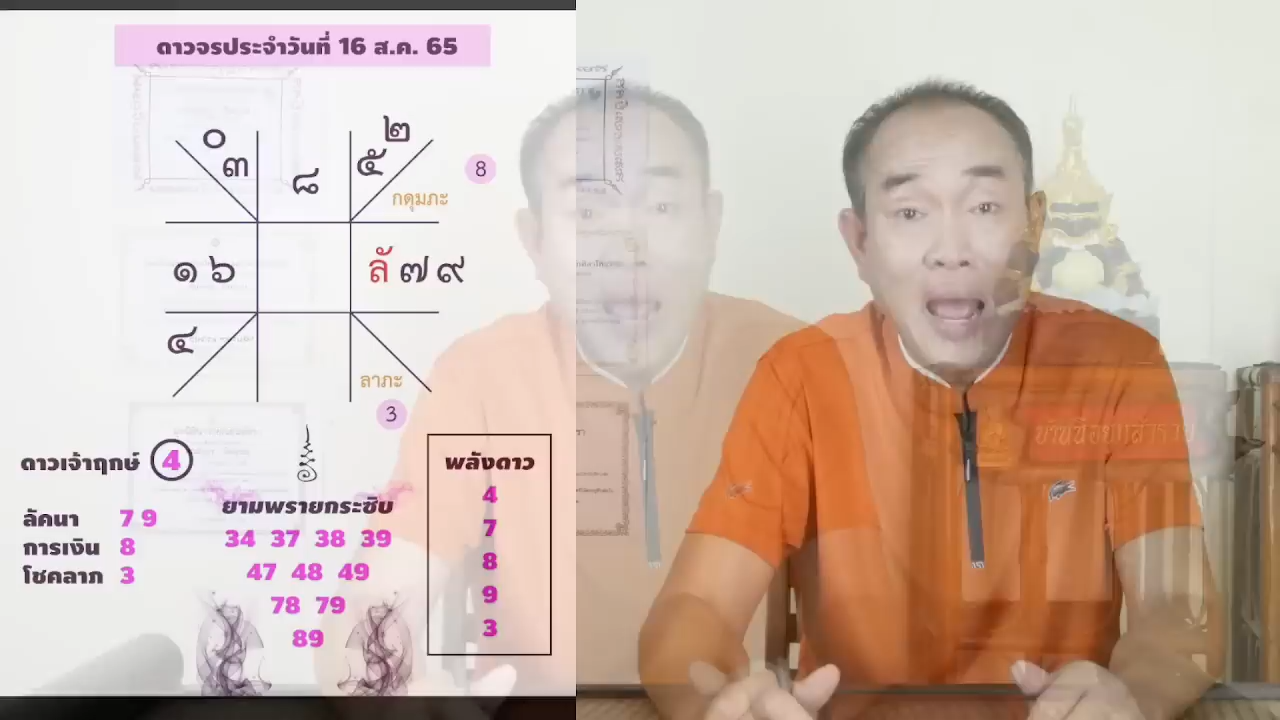 ดาวจรประจำวันที่ 16 ส.ค. 65
๐ ๒
๓ ๘ ๕ 8
กดุมภะ
๑ ๖ ลั ๗ ๙
๔
ลาภะ
3
ดาวเจ้าฤกษ์ 4
ลัคนา 7 9
การเงิน 8
โชคลาภ 3
ยามพรายกระซิบ
34 37 38 39
47 48 49
78 79
89
พลังดาว
4
7
8
9
3